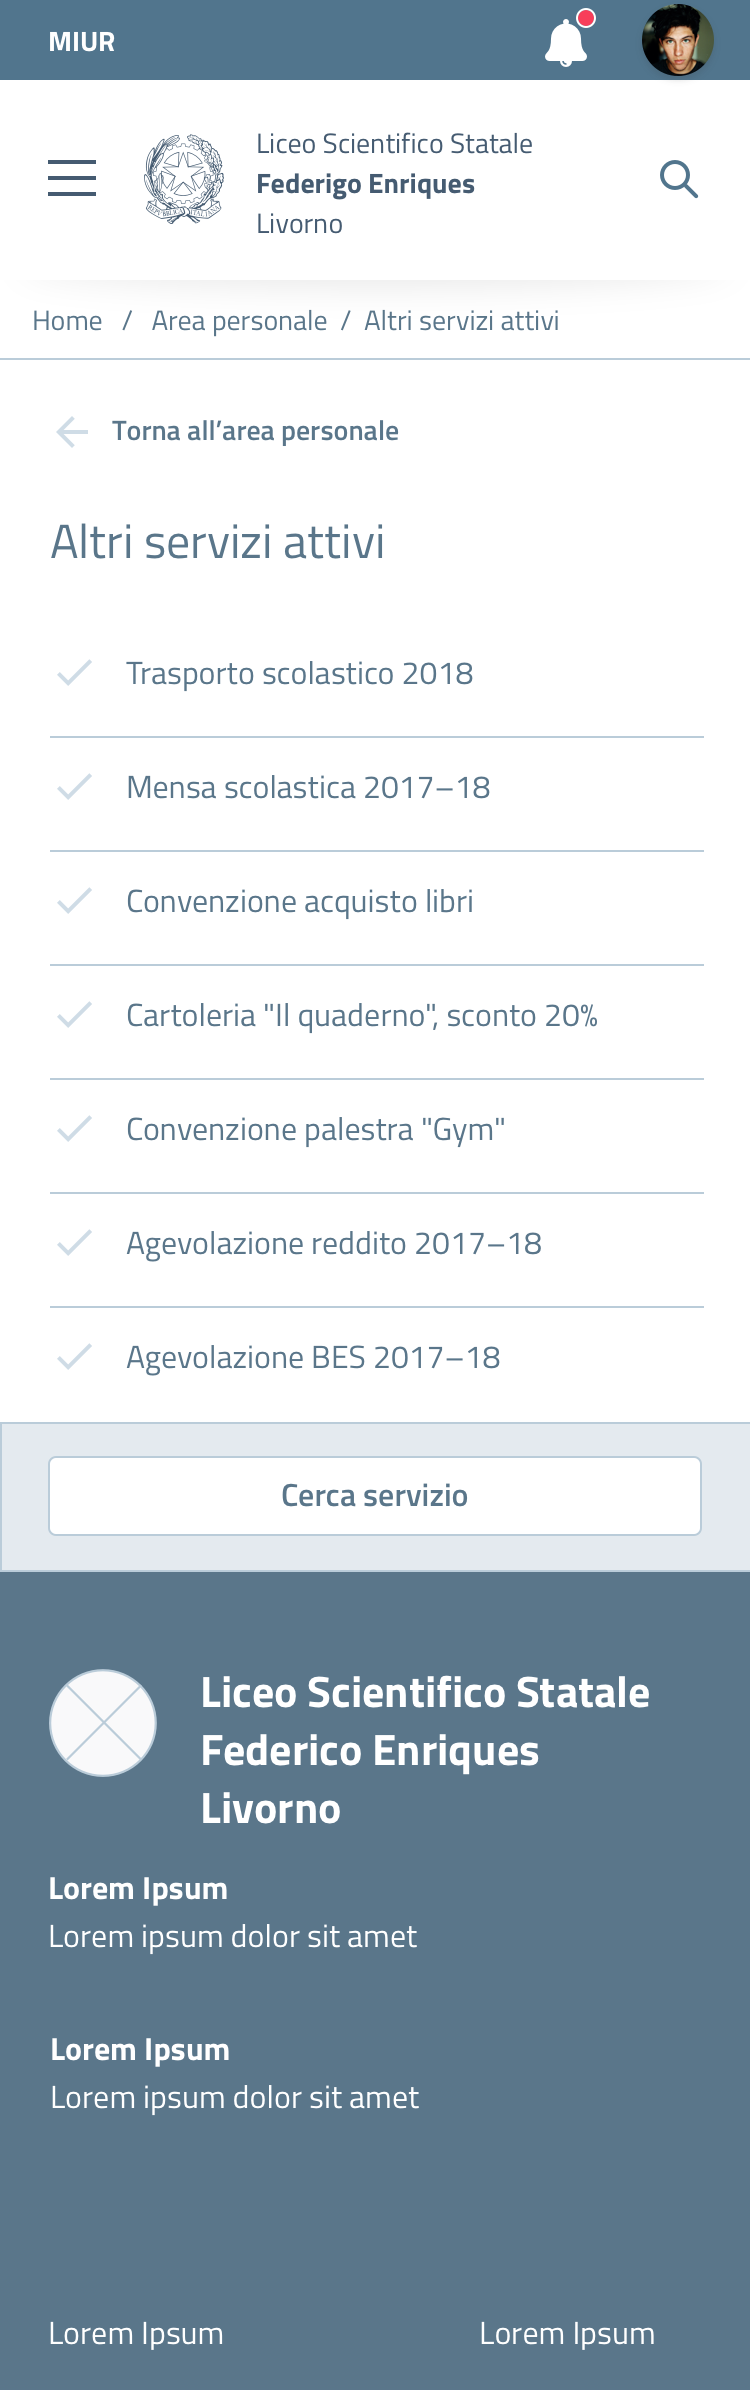 MIUR
Liceo Scientifico Statale
Federigo Enriques
Livorno
REPVBBLICA ITALIANA
Home / Area personale / Altri servizi attivi
Torna all’area personale
Altri servizi attivi
Trasporto scolastico 2018
Mensa scolastica 2017–18
Convenzione acquisto libri
Cartoleria "Il quaderno", sconto 20%
Convenzione palestra "Gym"
Agevolazione reddito 2017–18
Agevolazione BES 2017–18
Cerca servizio
Liceo Scientifico Statale
Federico Enriques
Livorno
Lorem Ipsum
Lorem ipsum dolor sit amet
Lorem Ipsum
Lorem ipsum dolor sit amet
Lorem Ipsum Lorem Ipsum